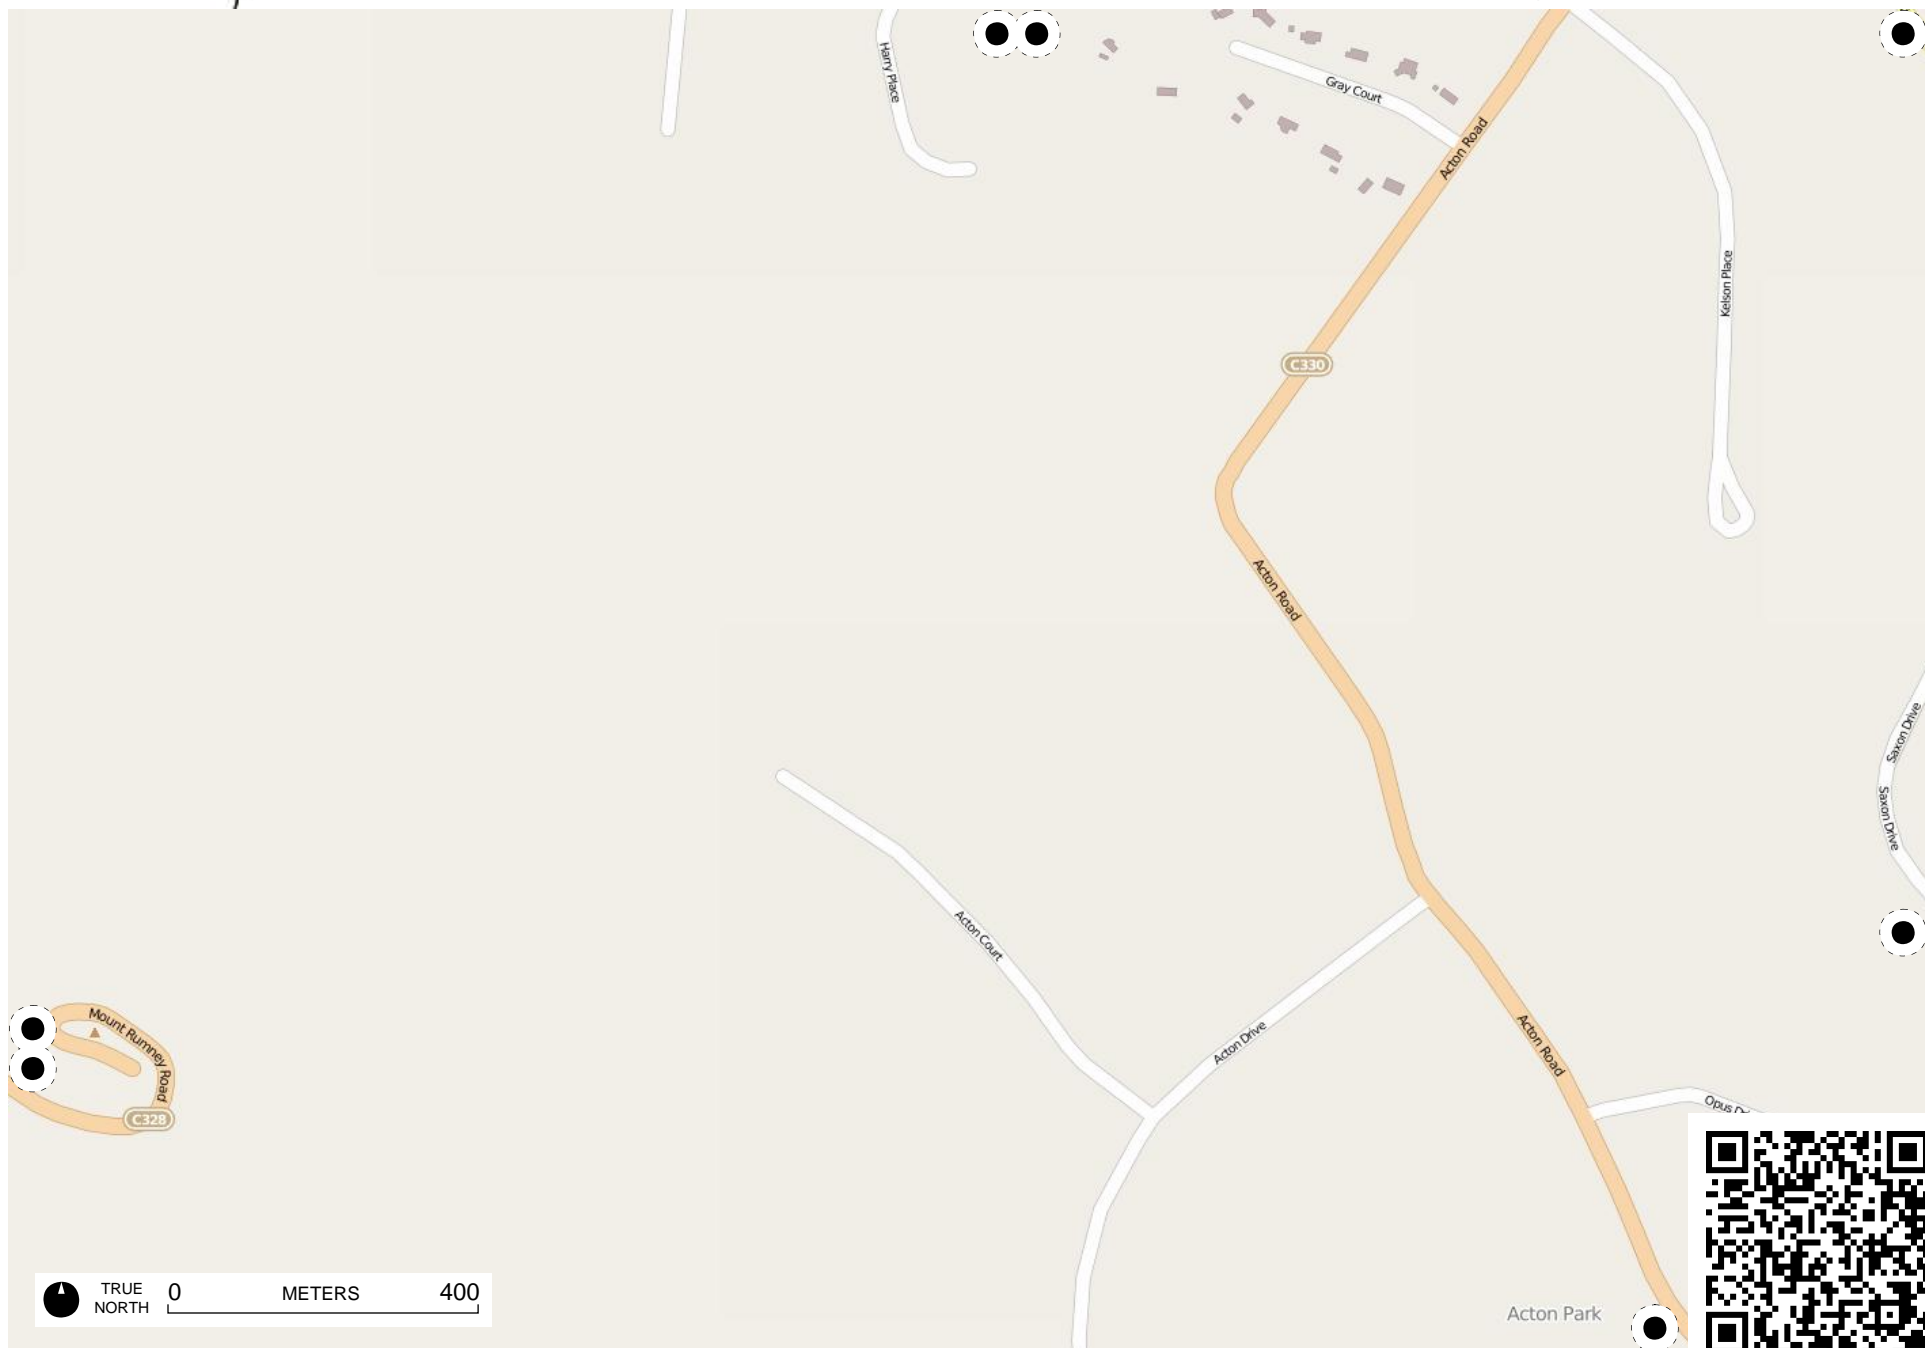 Harry Place
Gray Court
Acton Road
Kelson Place
C330
Acton Road
Saxon Drive
Saxon Drive
Acton Court
Mount Rumney Road
Acton Drive
Acton Road
C328
Opus
TRUE
NORTH
0 METERS 400
Acton Park